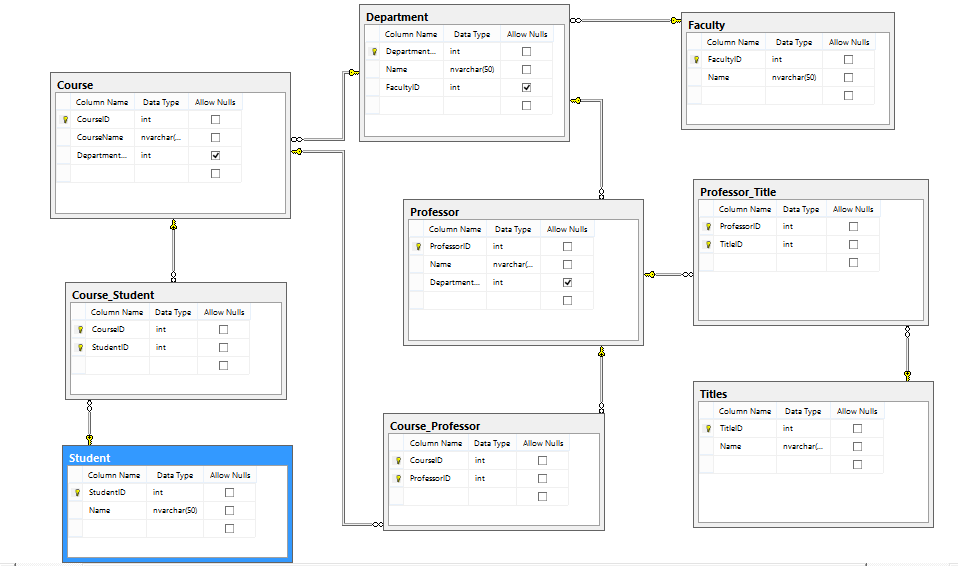 Department
Column Name Data Type Allow Nulls
Department... int
Name nvarchar(50)
FacultyID int
Faculty
Column Name Data Type Allow Nulls
FacultyID int
Name nvarchar(50)
Course
Column Name Data Type Allow Nulls
CourseID int
CourseName nvarchar(...
Department... int
Professor
Column Name Data Type Allow Nulls
ProfessorID int
Name nvarchar(...
Department... int
Professor_Title
Column Name Data Type Allow Nulls
ProfessorID int
TitleID int
Course_Student
Column Name Data Type Allow Nulls
CourseID int
StudentID int
Titles
Column Name Data Type Allow Nulls
TitleID int
Name nvarchar(...
Course_Professor
Column Name Data Type Allow Nulls
CourseID int
ProfessorID int
Student
Column Name Data Type Allow Nulls
StudentID int
Name nvarchar(50)